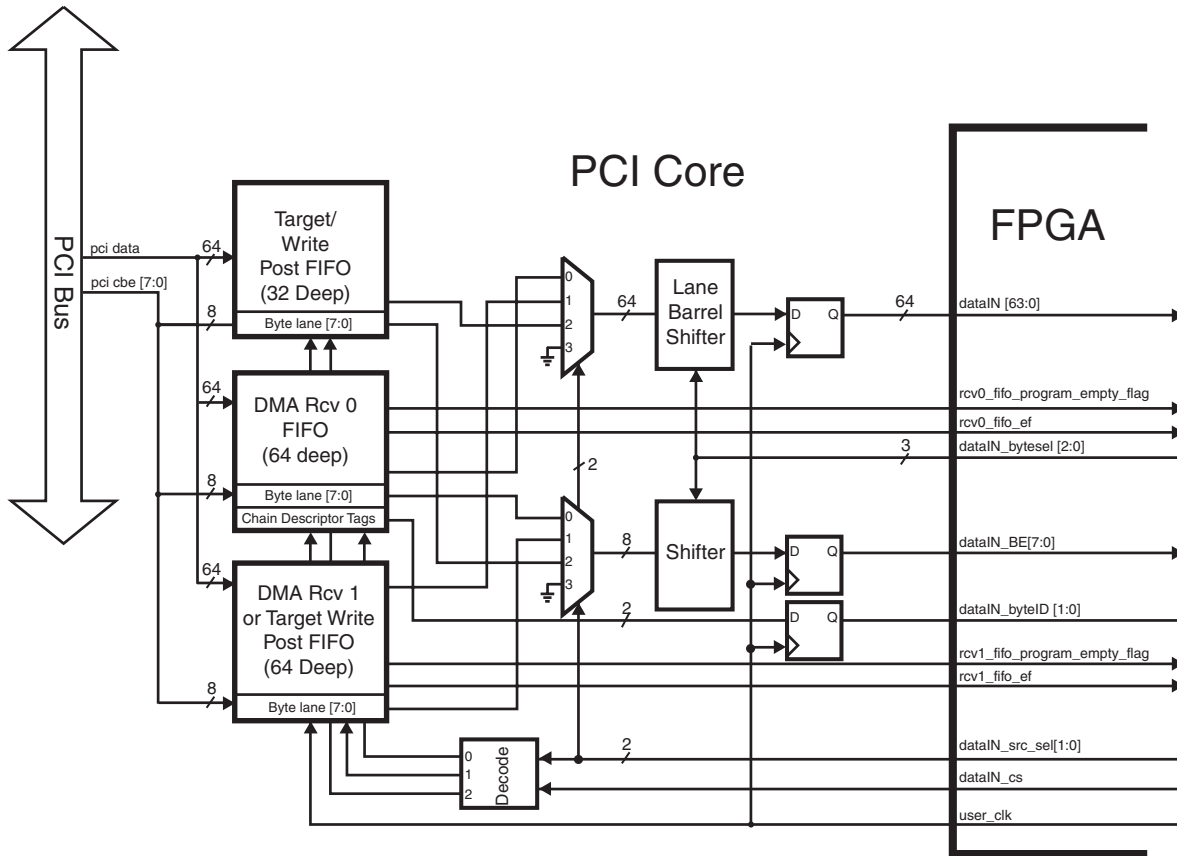 PCI Core
FPGA
PCI Bus
pci data
pci cbe [7:0]
64
8
Target/
Write
Post FIFO
(32 Deep)
Byte lane [7:0]
0
1
2
3
64
Lane
Barrel
Shifter
D Q
64
dataIN [63:0]
64
8
DMA Rcv 0
FIFO
(64 deep)
Byte lane [7:0]
Chain Descriptor Tags
rcv0_fifo_program_empty_flag
rcv0_fifo_ef
3
dataIN_bytesel [2:0]
2
0
1
2
3
8
Shifter
D Q
dataIN_BE[7:0]
64
8
DMA Rcv 1
or Target Write
Post FIFO
(64 Deep)
Byte lane [7:0]
2
D Q
dataIN_byteID [1:0]
rcv1_fifo_program_empty_flag
rcv1_fifo_ef
0
1
2
Decode
2
dataIN_src_sel[1:0]
dataIN_cs
user_clk